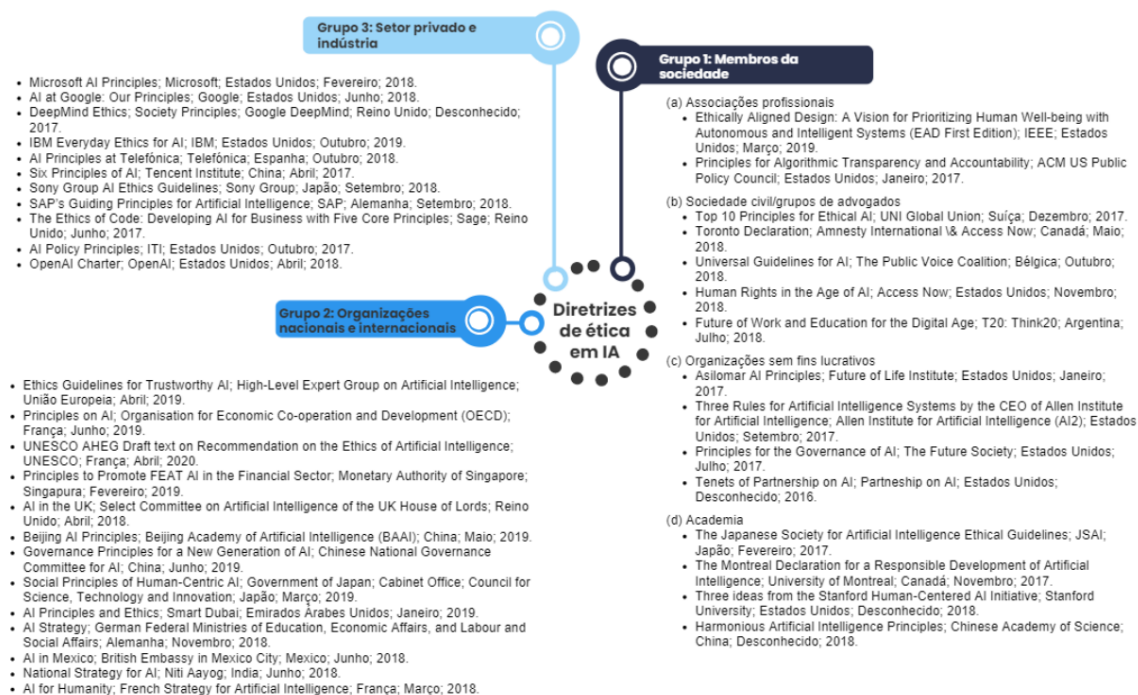 Grupo 3: Setor privado e
indústria
• Microsoft AI Principles; Microsoft; Estados Unidos; Fevereiro; 2018.
• AI at Google: Our Principles; Google; Estados Unidos; Junho; 2018.
• DeepMind Ethics; Society Principles; Google DeepMind; Reino Unido; Desconhecido;
2017.
• IBM Everyday Ethics for AI; IBM; Estados Unidos; Outubro; 2019.
• AI Principles at Telefónica; Telefónica; Espanha; Outubro; 2018.
• Six Principles of AI; Tencent Institute; China; Abril; 2017.
• Sony Group AI Ethics Guidelines; Sony Group; Japão; Setembro; 2018.
• SAP's Guiding Principles for Artificial Intelligence; SAP; Alemanha; Setembro; 2018.
• The Ethics of Code: Developing AI for Business with Five Core Principles; Sage; Reino
Unido; Junho; 2017.
• AI Policy Principles; ITI; Estados Unidos; Outubro; 2017.
• OpenAI Charter; OpenAI; Estados Unidos; Abril; 2018.
Grupo 2: Organizações
nacionais e internacionais
• Ethics Guidelines for Trustworthy AI; High-Level Expert Group on Artificial Intelligence;
União Europeia; Abril; 2019.
• Principles on AI; Organisation for Economic Co-operation and Development (OECD);
França; Junho; 2019.
• UNESCO AHEG Draft text on Recommendation on the Ethics of Artificial Intelligence;
UNESCO; França; Abril; 2020.
• Principles to Promote FEAT AI in the Financial Sector; Monetary Authority of Singapore;
Singapura; Fevereiro; 2019.
• AI in the UK; Select Committee on Artificial Intelligence of the UK House of Lords; Reino
Unido; Abril; 2018.
• Beijing AI Principles; Beijing Academy of Artificial Intelligence (BAAI); China; Maio; 2019.
• Governance Principles for a New Generation of AI; Chinese National Governance
Committee for AI; China; Junho; 2019.
• Social Principles of Human-Centric AI; Government of Japan; Cabinet Office; Council for
Science, Technology and Innovation; Japão; Março; 2019.
• AI Principles and Ethics; Smart Dubai; Emirados Árabes Unidos; Janeiro; 2019.
• AI Strategy; German Federal Ministries of Education, Economic Affairs, and Labour and
Social Affairs; Alemanha; Novembro; 2018.
• AI in Mexico; British Embassy in Mexico City; Mexico; Junho; 2018.
• National Strategy for AI; Niti Aayog; India; Junho; 2018.
• AI for Humanity; French Strategy for Artificial Intelligence; França; Março; 2018.
Diretrizes
de ética
em IA
Grupo 1: Membros da
sociedade
(a) Associações profissionais
• Ethically Aligned Design: A Vision for Prioritizing Human Well-being with
Autonomous and Intelligent Systems (EAD First Edition); IEEE; Estados
Unidos; Março; 2019.
• Principles for Algorithmic Transparency and Accountability; ACM US Public
Policy Council; Estados Unidos; Janeiro; 2017.
(b) Sociedade civil/grupos de advogados
• Top 10 Principles for Ethical AI; UNI Global Union; Suíça; Dezembro; 2017.
• Toronto Declaration; Amnesty International \& Access Now; Canadá; Maio;
2018.
• Universal Guidelines for AI; The Public Voice Coalition; Bélgica; Outubro;
2018.
• Human Rights in the Age of AI; Access Now; Estados Unidos; Novembro;
2018.
• Future of Work and Education for the Digital Age; T20: Think20; Argentina;
Julho; 2018.
(c) Organizações sem fins lucrativos
• Asilomar AI Principles; Future of Life Institute; Estados Unidos; Janeiro;
2017.
• Three Rules for Artificial Intelligence Systems by the CEO of Allen Institute
for Artificial Intelligence; Allen Institute for Artificial Intelligence (AI2); Estados
Unidos; Setembro; 2017.
• Principles for the Governance of AI; The Future Society; Estados Unidos;
Julho; 2017.
• Tenets of Partnership on AI; Partneship on AI; Estados Unidos;
Desconhecido; 2016.
(d) Academia
• The Japanese Society for Artificial Intelligence Ethical Guidelines; JSAI;
Japão; Fevereiro; 2017.
• The Montreal Declaration for a Responsible Development of Artificial
Intelligence; University of Montreal; Canadá; Novembro; 2017.
• Three ideas from the Stanford Human-Centered AI Initiative; Stanford
University; Estados Unidos; Desconhecido; 2018.
• Harmonious Artificial Intelligence Principles; Chinese Academy of Science;
China; Desconhecido; 2018.